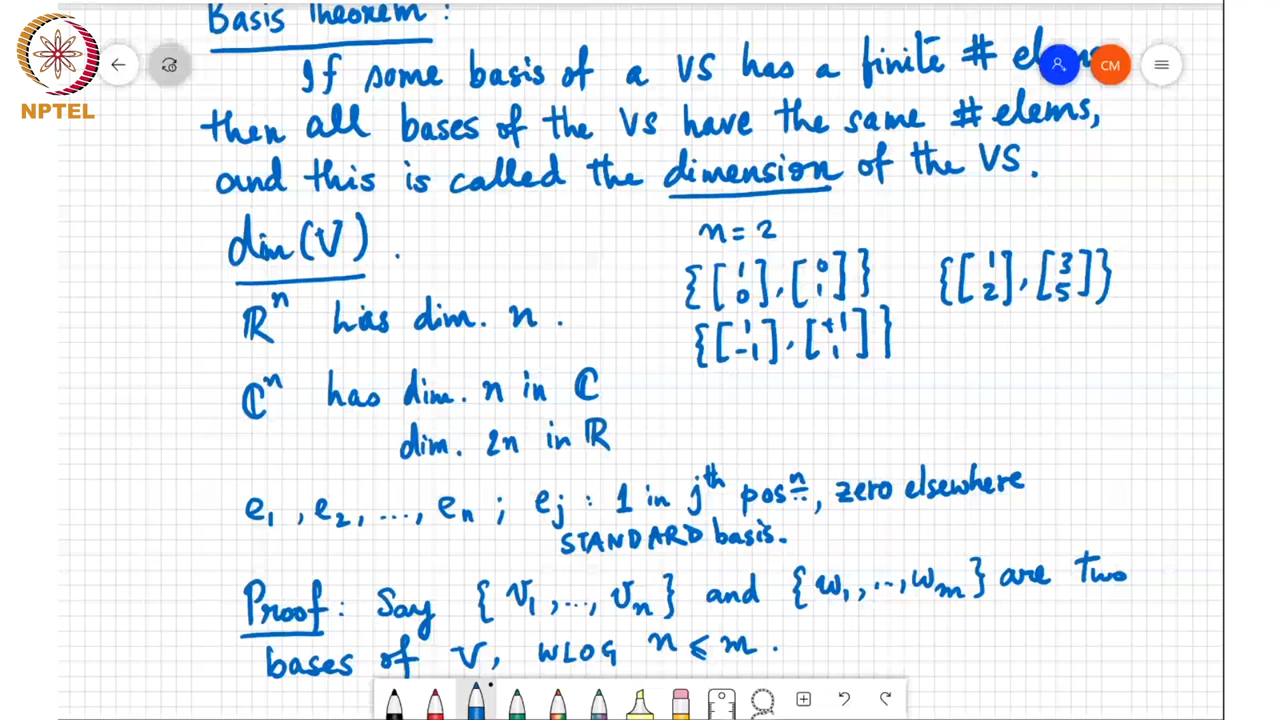 Basis Theorem :
NPTEL
If some basis of a VS has a finite # elems
CM
then all bases of the VS have the same # elems,
and this is called the dimension of the VS.
dim(V) .
n = 2
{[1 0], [0 1]} {[1 2], [3 5]}
ℝⁿ has dim. n .
{[1 -1], [+1 1]}
ℂⁿ has dim. n in ℂ
dim. 2n in ℝ
e₁, e₂, ..., eₙ ; eⱼ : 1 in jᵗʰ posⁿ., zero elsewhere
STANDARD basis.
Proof : Say {v₁, ..., vₙ} and {w₁, .., wₘ} are two
bases of V, WLOG n ≤ m .